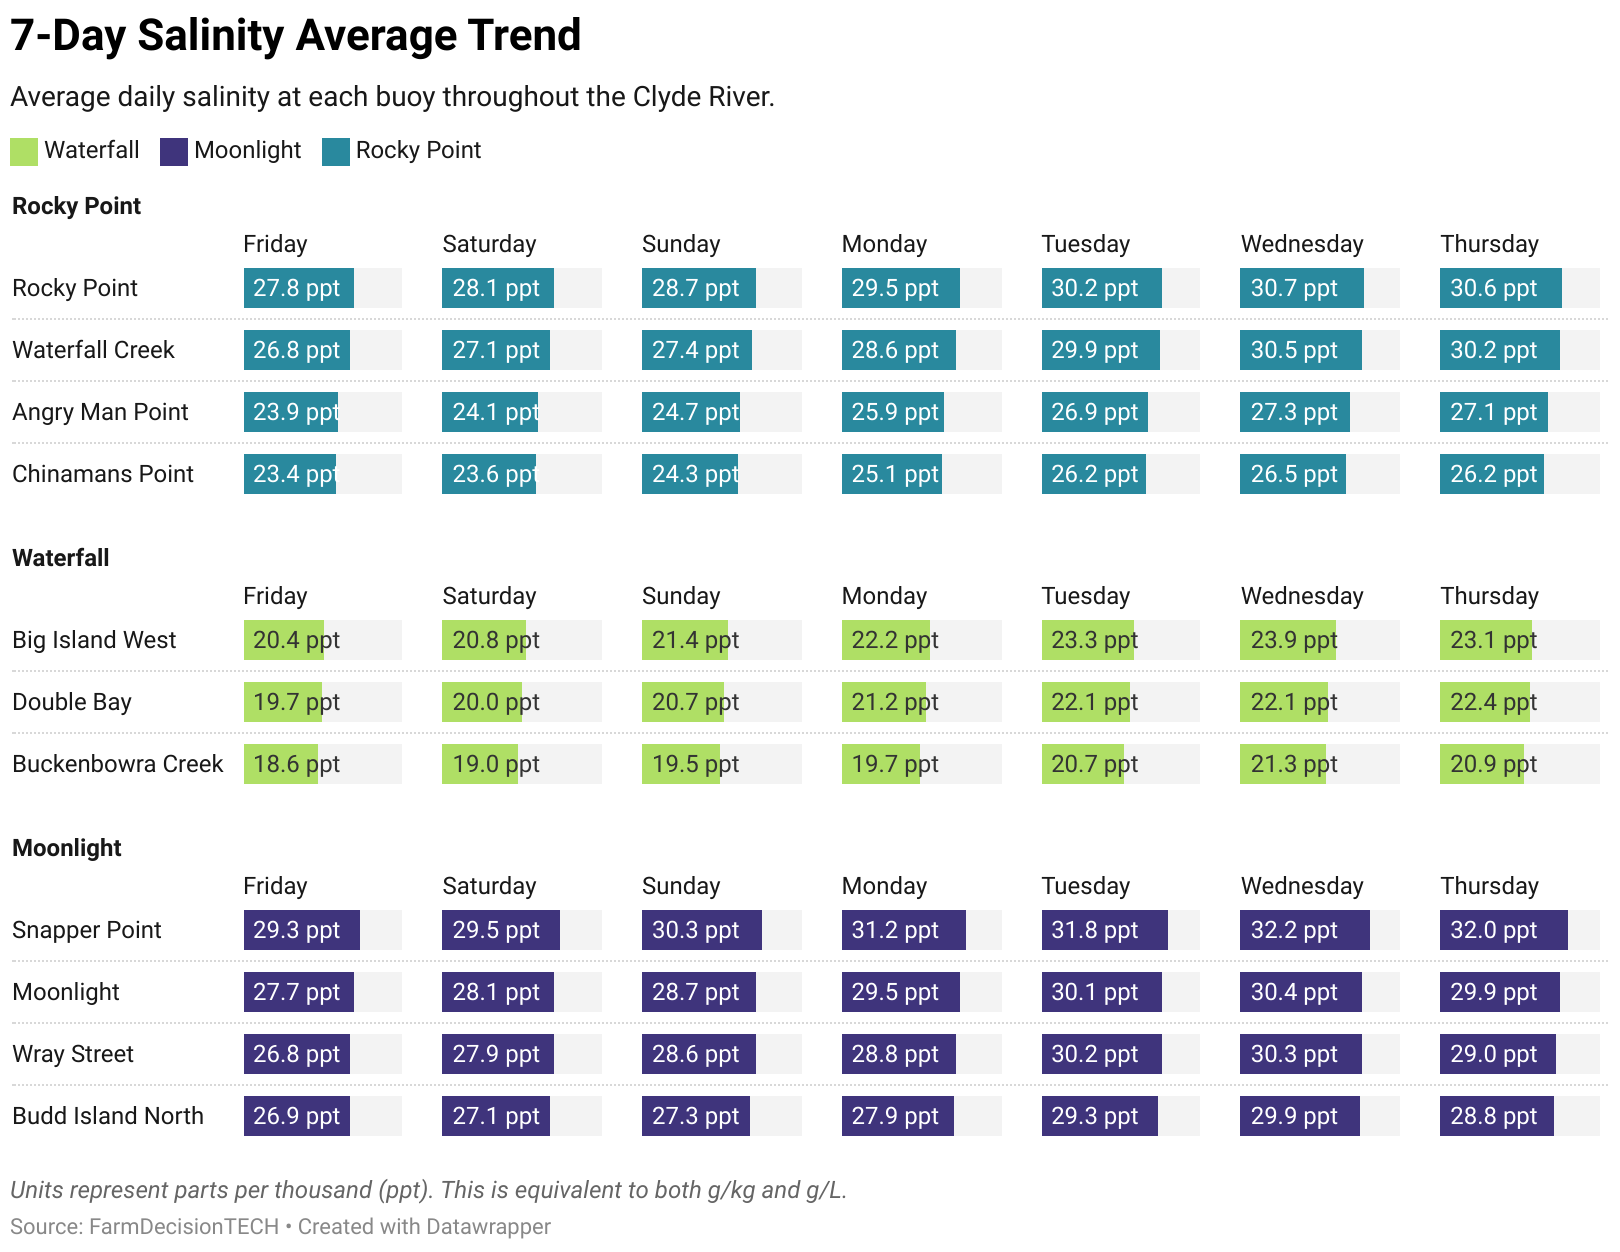 7-Day Salinity Average Trend
Average daily salinity at each buoy throughout the Clyde River.
Waterfall Moonlight Rocky Point
Rocky Point
Friday Saturday Sunday Monday Tuesday Wednesday Thursday
Rocky Point 27.8 ppt 28.1 ppt 28.7 ppt 29.5 ppt 30.2 ppt 30.7 ppt 30.6 ppt
Waterfall Creek 26.8 ppt 27.1 ppt 27.4 ppt 28.6 ppt 29.9 ppt 30.5 ppt 30.2 ppt
Angry Man Point 23.9 ppt 24.1 ppt 24.7 ppt 25.9 ppt 26.9 ppt 27.3 ppt 27.1 ppt
Chinamans Point 23.4 ppt 23.6 ppt 24.3 ppt 25.1 ppt 26.2 ppt 26.5 ppt 26.2 ppt
Waterfall
Friday Saturday Sunday Monday Tuesday Wednesday Thursday
Big Island West 20.4 ppt 20.8 ppt 21.4 ppt 22.2 ppt 23.3 ppt 23.9 ppt 23.1 ppt
Double Bay 19.7 ppt 20.0 ppt 20.7 ppt 21.2 ppt 22.1 ppt 22.1 ppt 22.4 ppt
Buckenbowra Creek 18.6 ppt 19.0 ppt 19.5 ppt 19.7 ppt 20.7 ppt 21.3 ppt 20.9 ppt
Moonlight
Friday Saturday Sunday Monday Tuesday Wednesday Thursday
Snapper Point 29.3 ppt 29.5 ppt 30.3 ppt 31.2 ppt 31.8 ppt 32.2 ppt 32.0 ppt
Moonlight 27.7 ppt 28.1 ppt 28.7 ppt 29.5 ppt 30.1 ppt 30.4 ppt 29.9 ppt
Wray Street 26.8 ppt 27.9 ppt 28.6 ppt 28.8 ppt 30.2 ppt 30.3 ppt 29.0 ppt
Budd Island North 26.9 ppt 27.1 ppt 27.3 ppt 27.9 ppt 29.3 ppt 29.9 ppt 28.8 ppt
Units represent parts per thousand (ppt). This is equivalent to both g/kg and g/L.
Source: FarmDecisionTECH • Created with Datawrapper